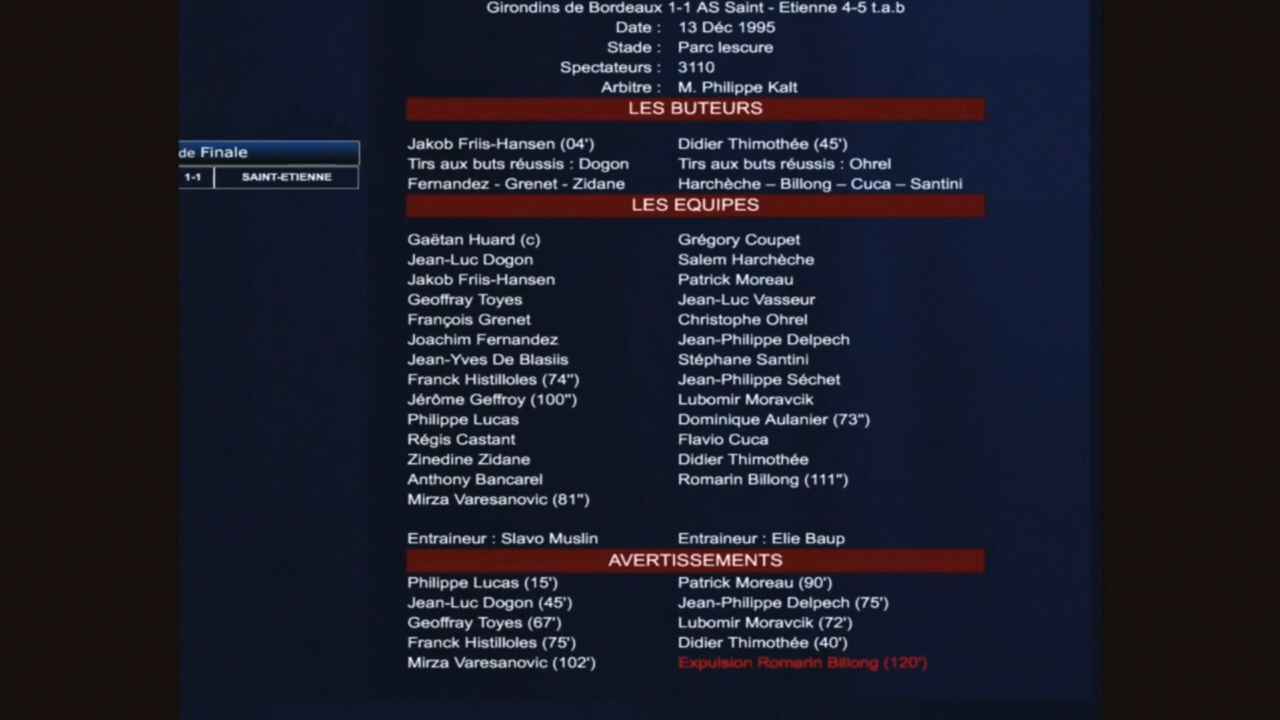 Girondins de Bordeaux 1-1 AS Saint - Etienne 4-5 t.a.b
Date : 13 Déc 1995
Stade : Parc lescure
Spectateurs : 3110
Arbitre : M. Philippe Kalt
LES BUTEURS
de Finale
1-1 SAINT-ETIENNE
Jakob Friis-Hansen (04') Didier Thimothée (45')
Tirs aux buts réussis : Dogon Tirs aux buts réussis : Ohrel
Fernandez - Grenet - Zidane Harchèche – Billong – Cuca – Santini
LES EQUIPES
Gaëtan Huard (c) Grégory Coupet
Jean-Luc Dogon Salem Harchèche
Jakob Friis-Hansen Patrick Moreau
Geoffray Toyes Jean-Luc Vasseur
François Grenet Christophe Ohrel
Joachim Fernandez Jean-Philippe Delpech
Jean-Yves De Blasiis Stéphane Santini
Franck Histilloles (74'') Jean-Philippe Séchet
Jérôme Geffroy (100'') Lubomir Moravcik
Philippe Lucas Dominique Aulanier (73'')
Régis Castant Flavio Cuca
Zinedine Zidane Didier Thimothée
Anthony Bancarel Romarin Billong (111'')
Mirza Varesanovic (81'')
Entraineur : Slavo Muslin Entraineur : Elie Baup
AVERTISSEMENTS
Philippe Lucas (15') Patrick Moreau (90')
Jean-Luc Dogon (45') Jean-Philippe Delpech (75')
Geoffray Toyes (67') Lubomir Moravcik (72')
Franck Histilloles (75') Didier Thimothée (40')
Mirza Varesanovic (102') Expulsion Romarin Billong (120')